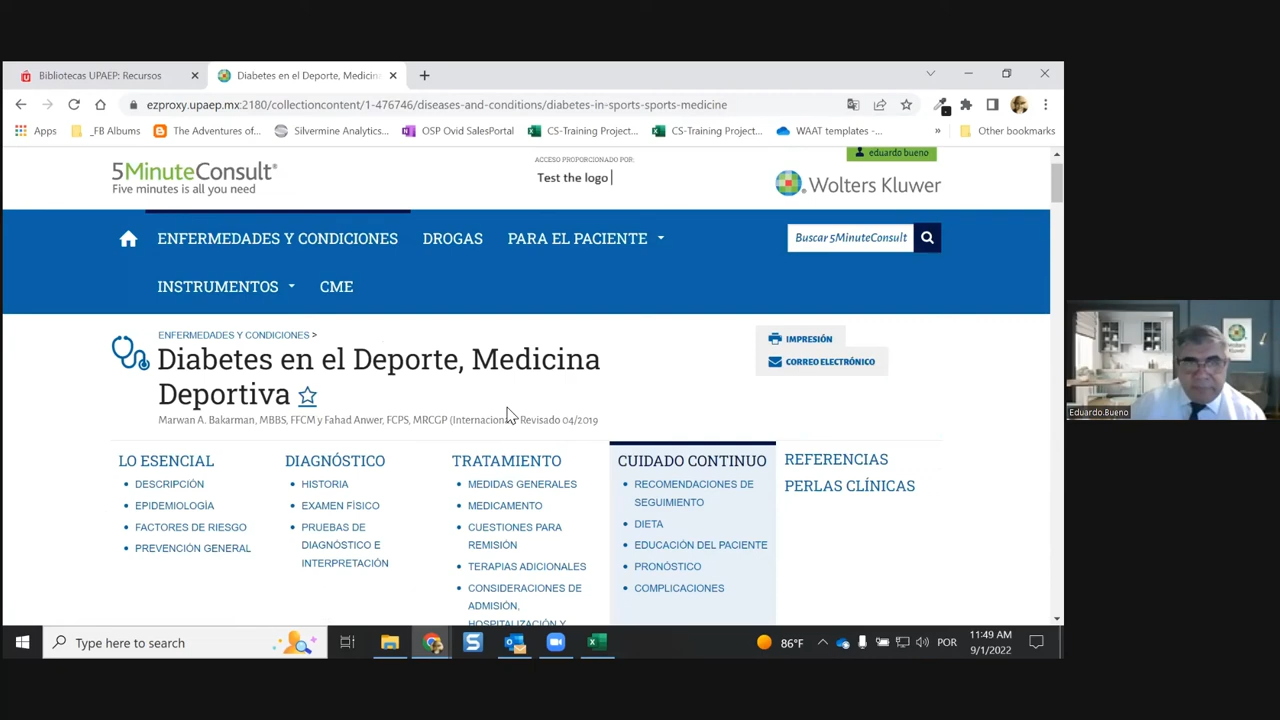 Bibliotecas UPAEP: Recursos
Diabetes en el Deporte, Medicin
ezproxy.upaep.mx:2180/collectioncontent/1-476746/diseases-and-conditions/diabetes-in-sports-sports-medicine
Apps
_FB Albums
The Adventures of...
Silvermine Analytics...
OSP Ovid SalesPortal
CS-Training Project...
CS-Training Project...
WAAT templates -...
»
Other bookmarks
5MinuteConsult®
Five minutes is all you need
ACCESO PROPORCIONADO POR:
Test the logo
eduardo bueno
Wolters Kluwer
ENFERMEDADES Y CONDICIONES
DROGAS
PARA EL PACIENTE
Buscar 5MinuteConsult
INSTRUMENTOS
CME
ENFERMEDADES Y CONDICIONES >
Diabetes en el Deporte, Medicina
Deportiva
Marwan A. Bakarman, MBBS, FFCM y Fahad Anwer, FCPS, MRCGP Revisado 04/2019
IMPRESIÓN
CORREO ELECTRÓNICO
LO ESENCIAL
• DESCRIPCIÓN
• EPIDEMIOLOGÍA
• FACTORES DE RIESGO
• PREVENCIÓN GENERAL
DIAGNÓSTICO
• HISTORIA
• EXAMEN FÍSICO
• PRUEBAS DE
DIAGNÓSTICO E
INTERPRETACIÓN
TRATAMIENTO
• MEDIDAS GENERALES
• MEDICAMENTO
• CUESTIONES PARA
REMISIÓN
• TERAPIAS ADICIONALES
• CONSIDERACIONES DE
ADMISIÓN,
HOSPITALIZACIÓN Y
CUIDADO CONTINUO
• RECOMENDACIONES DE
SEGUIMIENTO
• DIETA
• EDUCACIÓN DEL PACIENTE
• PRONÓSTICO
• COMPLICACIONES
REFERENCIAS
PERLAS CLÍNICAS
Wolters
Kluwer
Eduardo.Bueno
Type here to search
86°F
POR
11:49 AM
9/1/2022